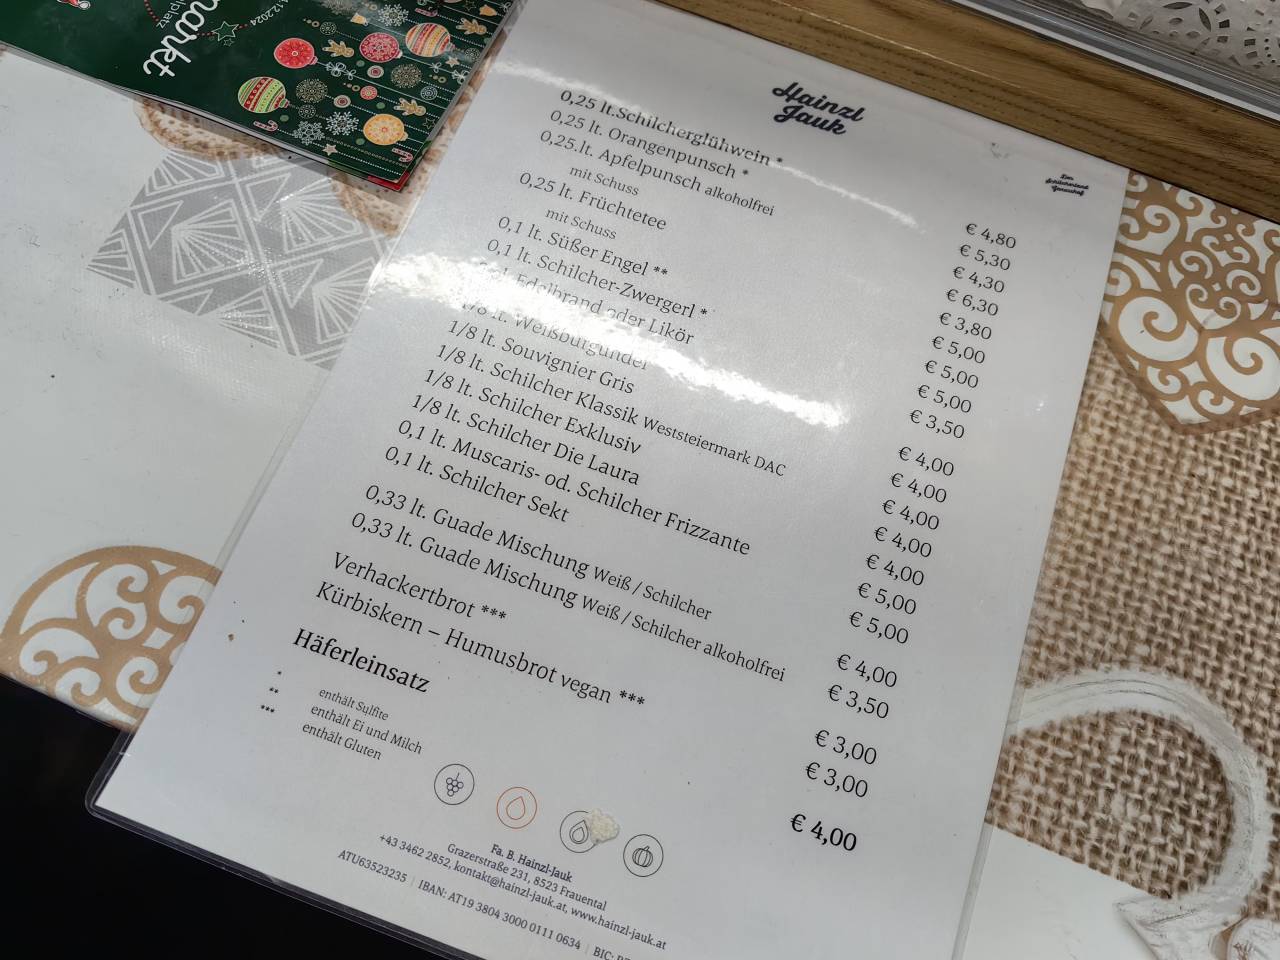 markt
platz
.12.2024
Hainzl
Jauk
Genusshof
0,25 lt.Schilcherglühwein * € 4,80
0,25 lt. Orangenpunsch * € 5,30
0,25.lt. Apfelpunsch alkoholfrei € 4,30
mit Schuss € 6,30
0,25 lt. Früchtetee € 3,80
mit Schuss € 5,00
0,1 lt. Süßer Engel ** € 5,00
0,1 lt. Schilcher-Zwergerl * € 5,00
Edelbrand oder Likör € 3,50
1/8 lt. Weißburgunder € 4,00
1/8 lt. Souvignier Gris € 4,00
1/8 lt. Schilcher Klassik Weststeiermark DAC € 4,00
1/8 lt. Schilcher Exklusiv € 4,00
1/8 lt. Schilcher Die Laura € 4,00
0,1 lt. Muscaris- od. Schilcher Frizzante € 5,00
0,1 lt. Schilcher Sekt € 5,00
0,33 lt. Guade Mischung Weiß / Schilcher € 4,00
0,33 lt. Guade Mischung Weiß / Schilcher alkoholfrei € 3,50
Verhackertbrot *** € 3,00
Kürbiskern – Humusbrot vegan *** € 3,00
Häferleinsatz € 4,00
* enthält Sulfite
** enthält Ei und Milch
*** enthält Gluten
Fa. B. Hainzl-Jauk
Grazerstraße 231, 8523 Frauental
+43 3462 2852, kontakt@hainzl-jauk.at, www.hainzl-jauk.at
ATU63523235 | IBAN: AT19 3804 3000 0111 0634 | BIC: